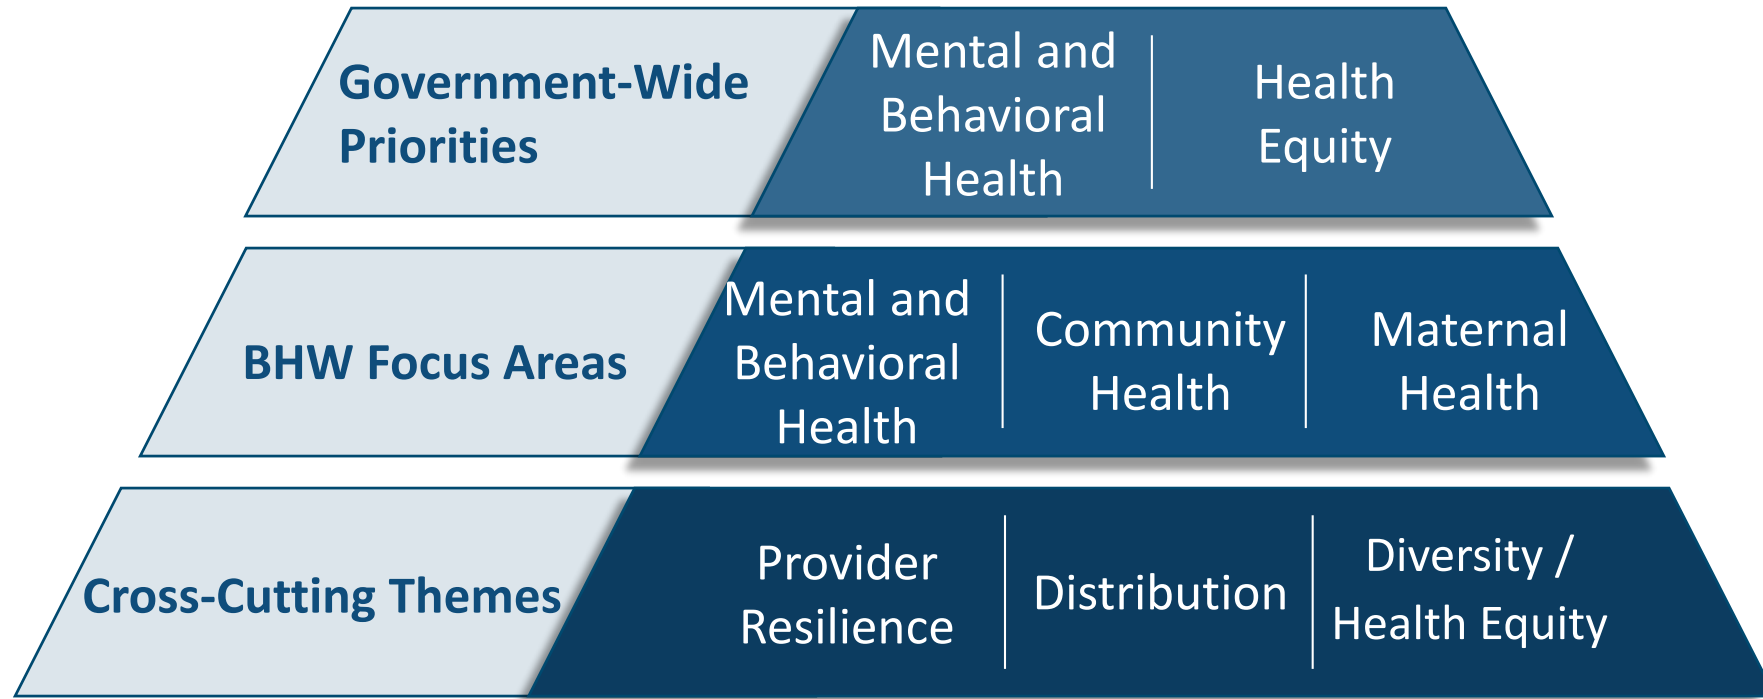 Government-Wide
Priorities
Mental and
Behavioral
Health
Health
Equity
BHW Focus Areas
Mental and
Behavioral
Health
Community
Health
Maternal
Health
Cross-Cutting Themes
Provider
Resilience
Distribution
Diversity /
Health Equity